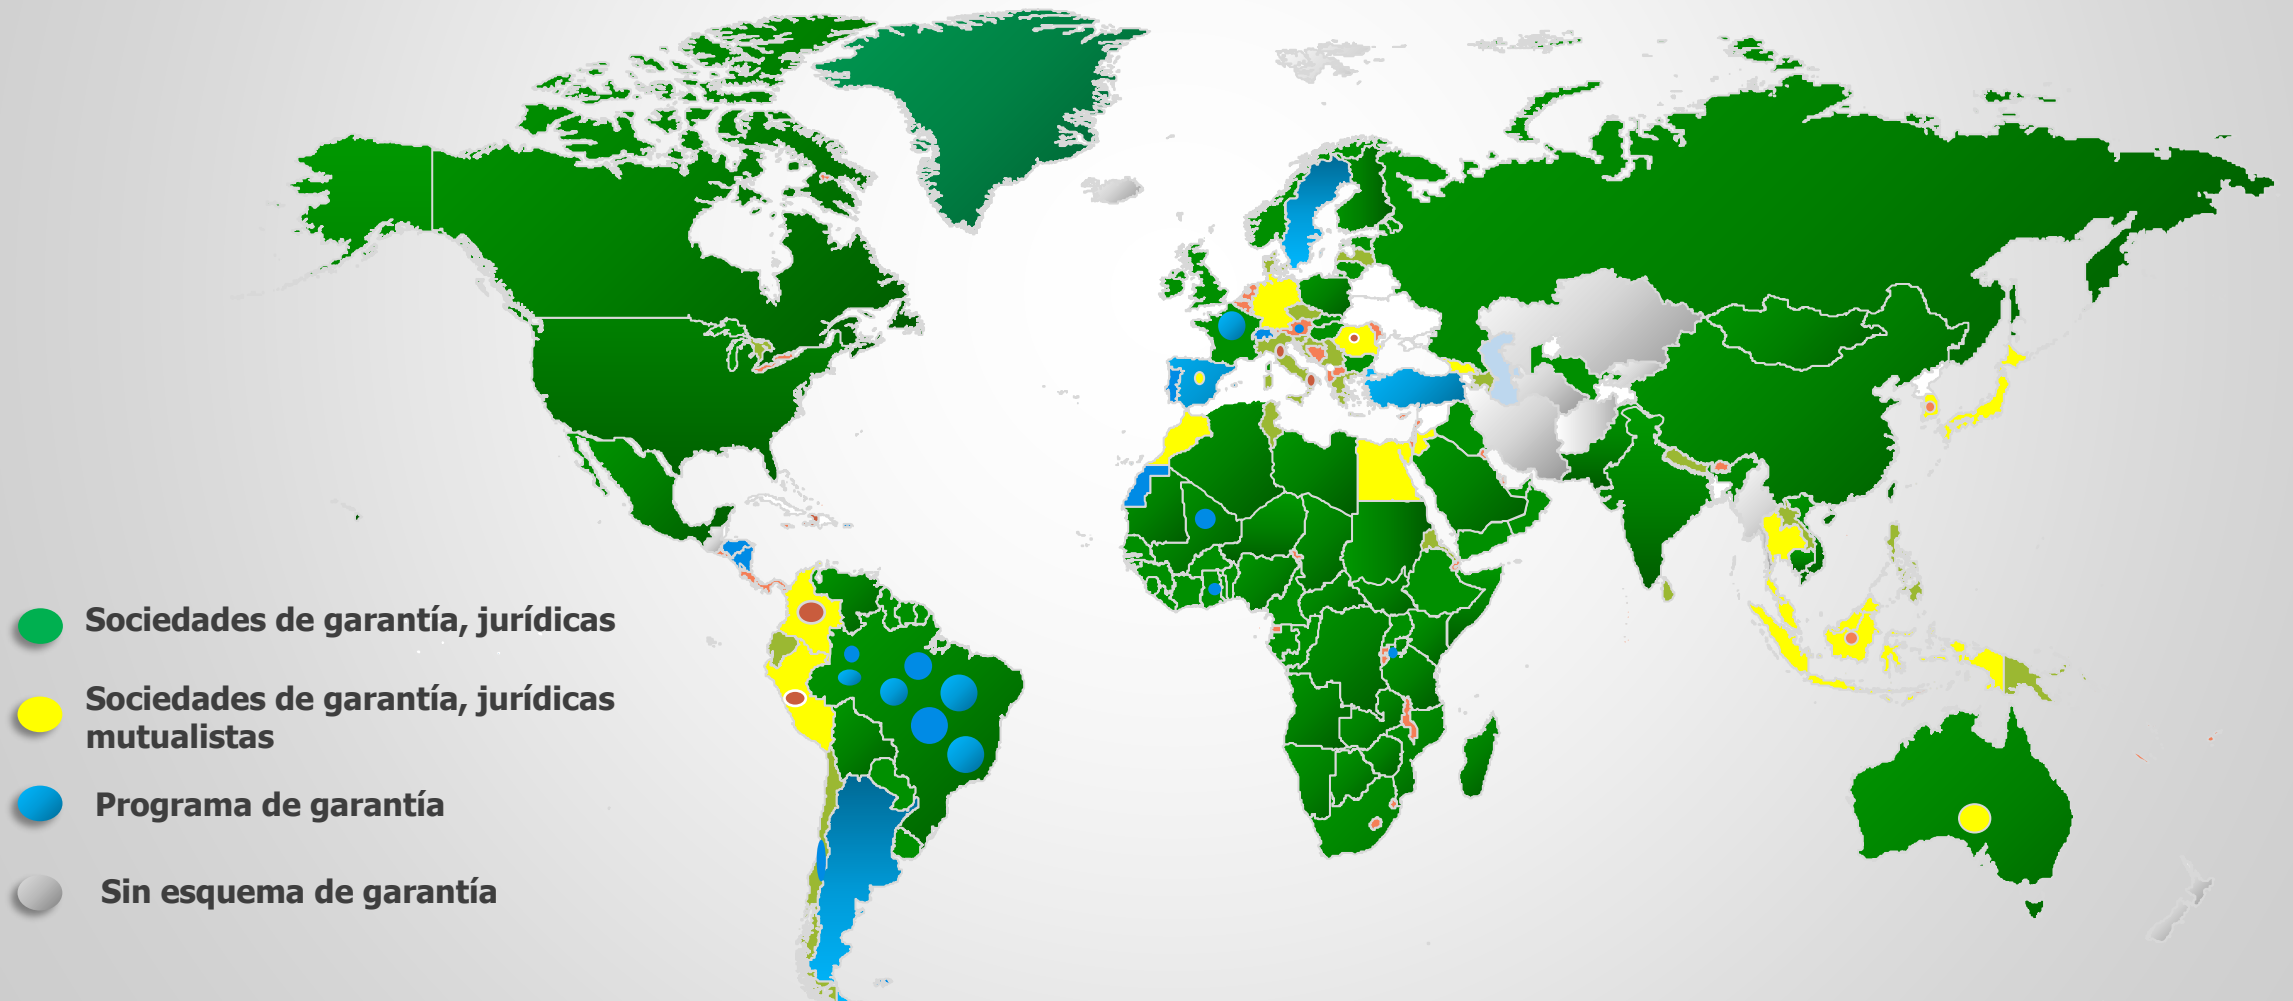 Sociedades de garantía, jurídicas
Sociedades de garantía, jurídicas
mutualistas
Programa de garantía
Sin esquema de garantía